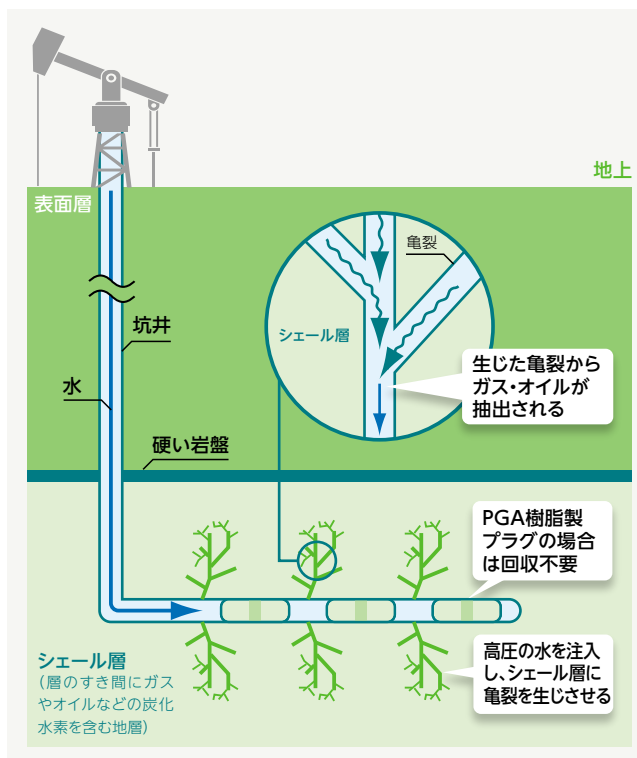 地上
表面層
亀裂
坑井
シェール層
生じた亀裂から
ガス・オイルが
抽出される
水
硬い岩盤
PGA樹脂製
プラグの場合
は回収不要
高圧の水を注入
し、シェール層に
亀裂を生じさせる
シェール層
(層のすき間にガス
やオイルなどの炭化
水素を含む地層)